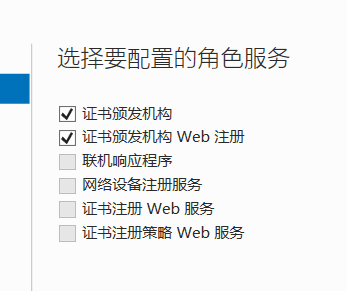 选择要配置的角色服务
证书颁发机构
证书颁发机构 Web 注册
联机响应程序
网络设备注册服务
证书注册 Web 服务
证书注册策略 Web 服务